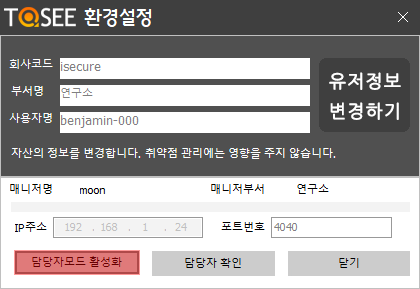 TOSEE 환경설정
회사코드 isecure
부서명 연구소
사용자명 benjamin-000
유저정보
변경하기
자산의 정보를 변경합니다. 취약점 관리에는 영향을 주지 않습니다.
매니저명 moon 매니저부서 연구소
IP주소 192 . 168 . 1 . 24 포트번호 4040
담당자모드 활성화 담당자 확인 닫기